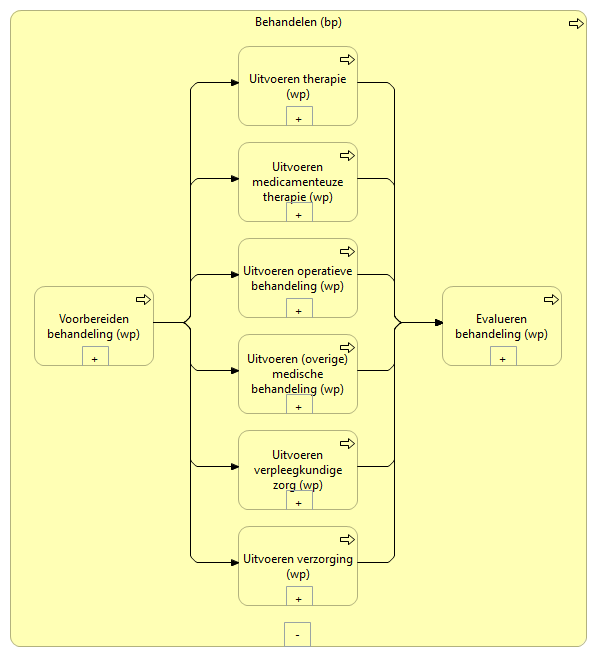 Behandelen (bp)
Uitvoeren therapie
(wp)
+
Uitvoeren
medicamenteuze
therapie (wp)
+
Uitvoeren operatieve
behandeling (wp)
+
Voorbereiden
behandeling (wp)
+
Evalueren
behandeling (wp)
+
Uitvoeren (overige)
medische
behandeling (wp)
+
Uitvoeren
verpleegkundige
zorg (wp)
+
Uitvoeren verzorging
(wp)
+
-